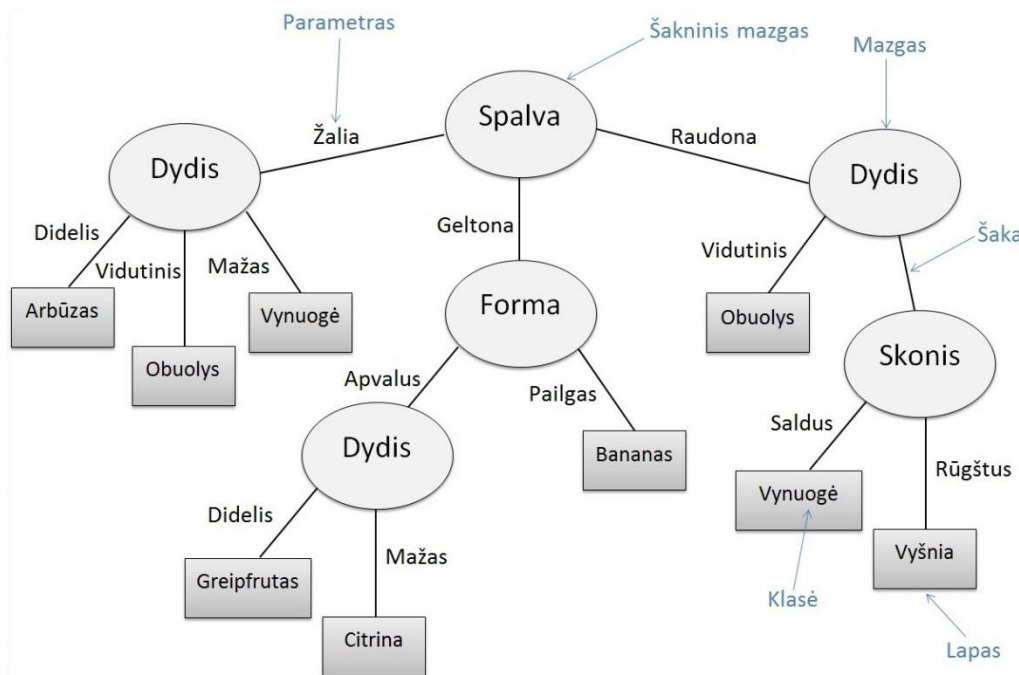 Parametras
Šakninis mazgas
Mazgas
Spalva
Žalia
Raudona
Dydis
Dydis
Geltona
Didelis
Vidutinis
Mažas
Vidutinis
Šaka
Arbūzas
Vynuogė
Forma
Obuolys
Obuolys
Skonis
Apvalus
Pailgas
Saldus
Dydis
Bananas
Rūgštus
Vynuogė
Didelis
Mažas
Vyšnia
Greipfrutas
Klasė
Citrina
Lapas